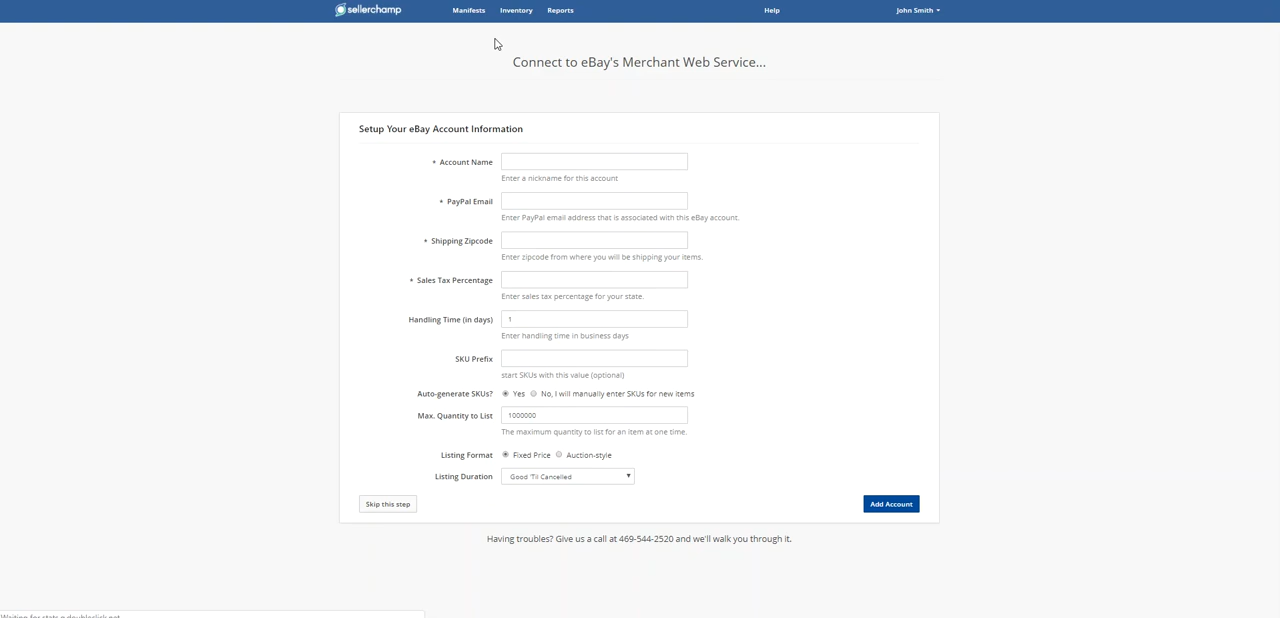 sellerchamp Manifests Inventory Reports Help John Smith
Connect to eBay's Merchant Web Service...
Setup Your eBay Account Information
* Account Name
Enter a nickname for this account
* PayPal Email
Enter PayPal email address that is associated with this eBay account.
* Shipping Zipcode
Enter zipcode from where you will be shipping your items.
* Sales Tax Percentage
Enter sales tax percentage for your state.
Handling Time (in days) 1
Enter handling time in business days
SKU Prefix
start SKUs with this value (optional)
Auto-generate SKUs? Yes No, I will manually enter SKUs for new items
Max. Quantity to List 1000000
The maximum quantity to list for an item at one time.
Listing Format Fixed Price Auction-style
Listing Duration Good 'Til Cancelled
Skip this step Add Account
Having troubles? Give us a call at 469-544-2520 and we'll walk you through it.
Waiting for stats.g.doubleclick.net